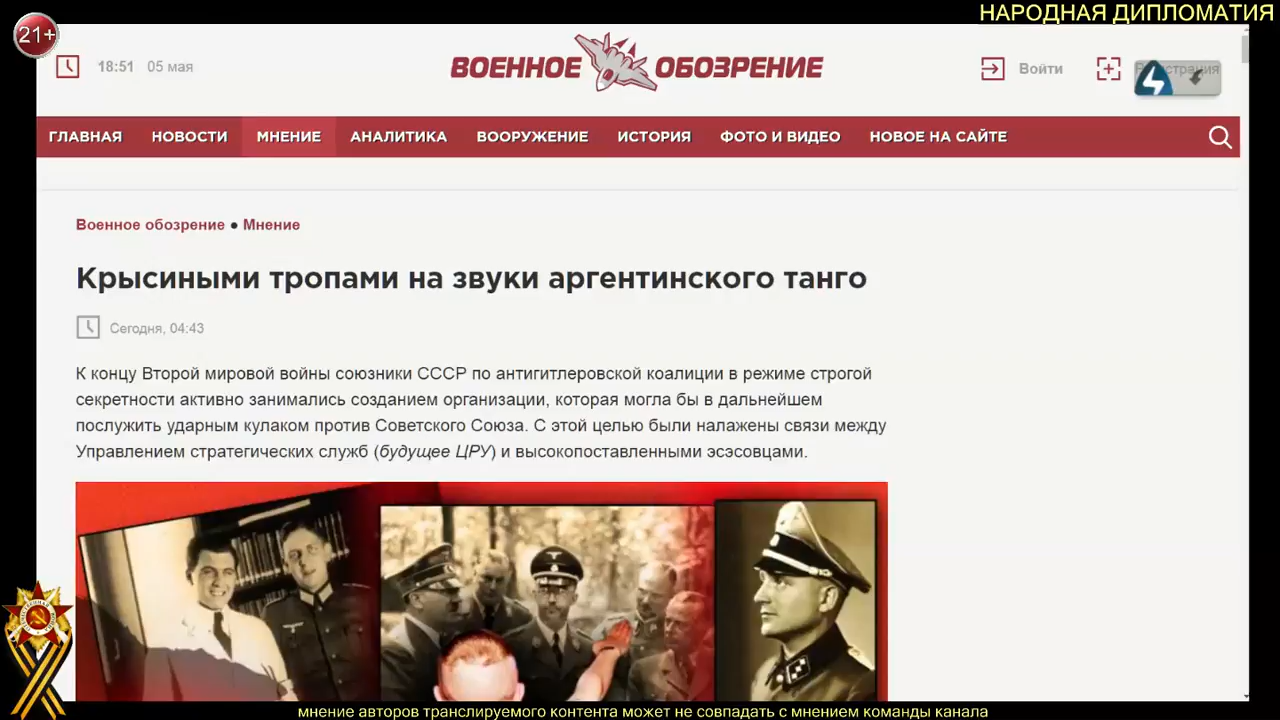 НАРОДНАЯ ДИПЛОМАТИЯ
21+
18:51 05 мая
ВОЕННОЕ ОБОЗРЕНИЕ
Войти
ГЛАВНАЯ НОВОСТИ МНЕНИЕ АНАЛИТИКА ВООРУЖЕНИЕ ИСТОРИЯ ФОТО И ВИДЕО НОВОЕ НА САЙТЕ
Военное обозрение ● Мнение
Крысиными тропами на звуки аргентинского танго
Сегодня, 04:43
К концу Второй мировой войны союзники СССР по антигитлеровской коалиции в режиме строгой
секретности активно занимались созданием организации, которая могла бы в дальнейшем
послужить ударным кулаком против Советского Союза. С этой целью были налажены связи между
Управлением стратегических служб (будущее ЦРУ) и высокопоставленными эсэсовцами.
мнение авторов транслируемого контента может не совпадать с мнением команды канала